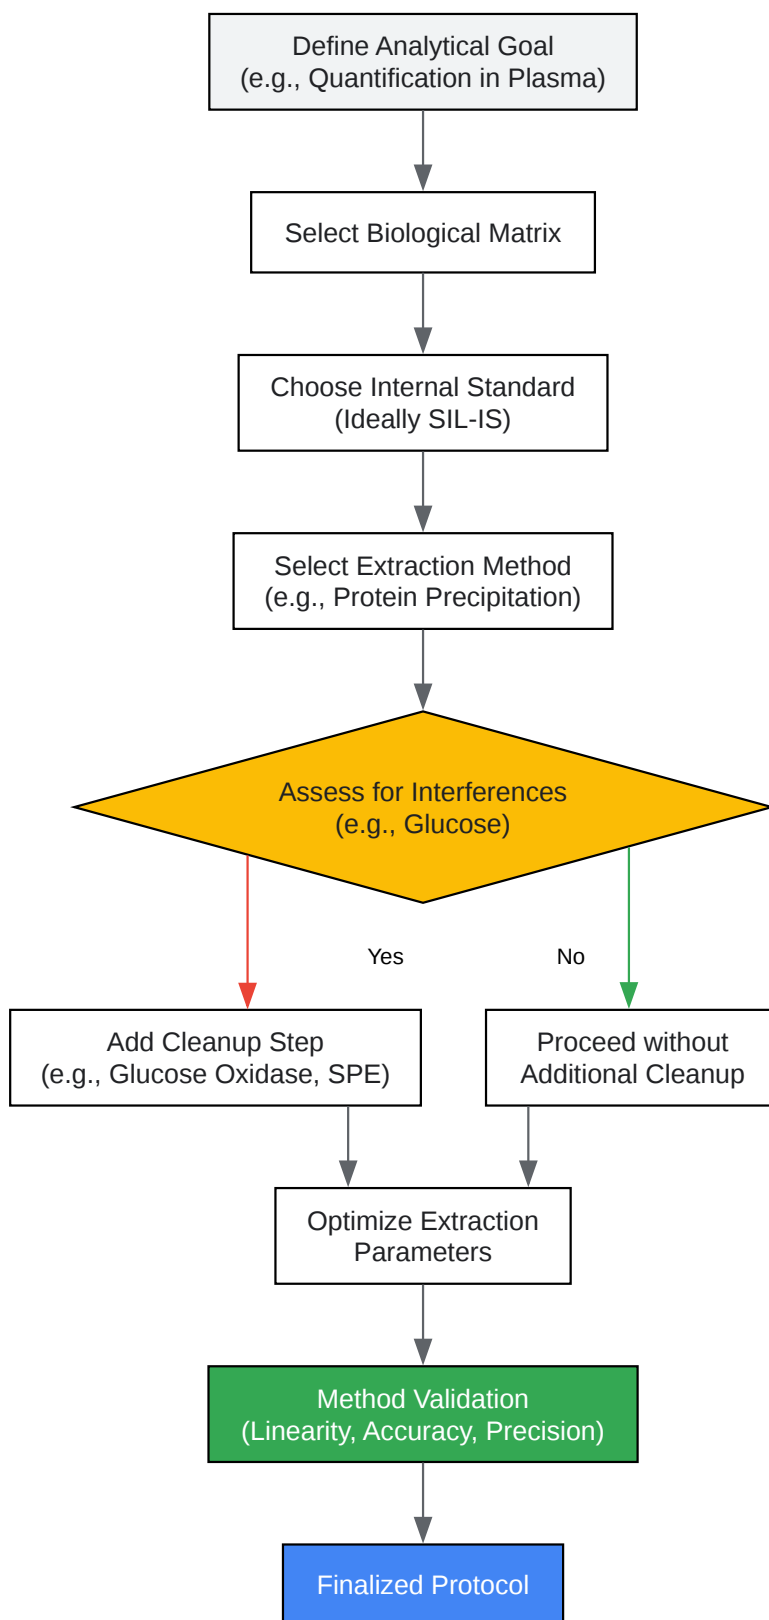 Define Analytical Goal
(e.g., Quantification in Plasma)
Select Biological Matrix
Choose Internal Standard
(Ideally SIL-IS)
Select Extraction Method
(e.g., Protein Precipitation)
Assess for Interferences
(e.g., Glucose)
Yes
No
Add Cleanup Step
(e.g., Glucose Oxidase, SPE)
Proceed without
Additional Cleanup
Optimize Extraction
Parameters
Method Validation
(Linearity, Accuracy, Precision)
Finalized Protocol